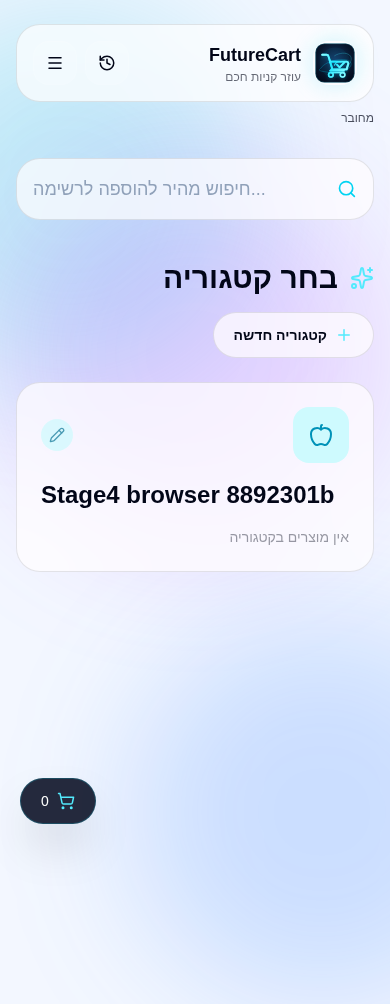 FutureCart
עוזר קניות חכם
מחובר
חיפוש מהיר להוספה לרשימה...
בחר קטגוריה
קטגוריה חדשה
Stage4 browser 8892301b
אין מוצרים בקטגוריה
0